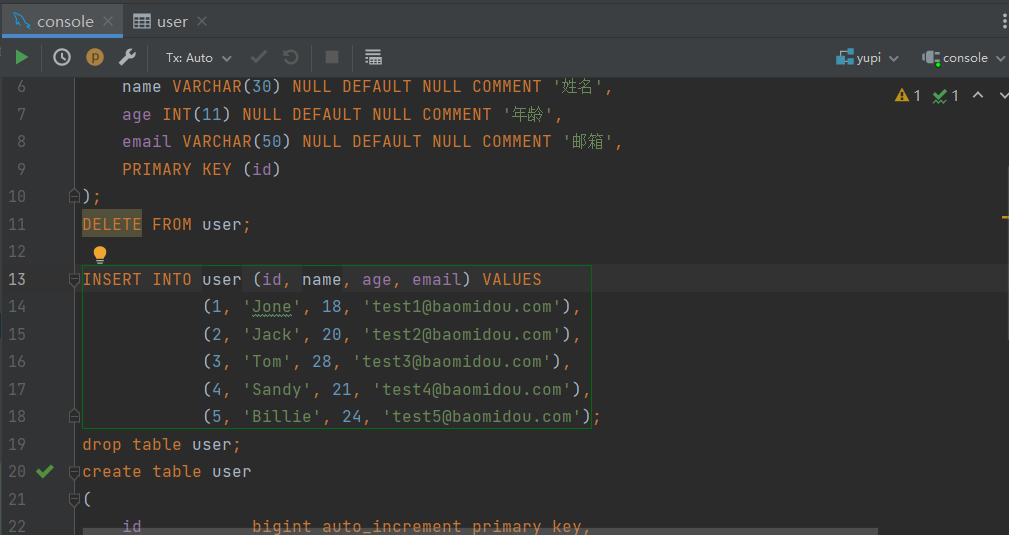 console user
Tx: Auto yupi console
6 name VARCHAR(30) NULL DEFAULT NULL COMMENT '姓名',
1 1
7 age INT(11) NULL DEFAULT NULL COMMENT '年龄',
8 email VARCHAR(50) NULL DEFAULT NULL COMMENT '邮箱',
9 PRIMARY KEY (id)
10 );
11 DELETE FROM user;
12
13 INSERT INTO user (id, name, age, email) VALUES
14 (1, 'Jone', 18, 'test1@baomidou.com'),
15 (2, 'Jack', 20, 'test2@baomidou.com'),
16 (3, 'Tom', 28, 'test3@baomidou.com'),
17 (4, 'Sandy', 21, 'test4@baomidou.com'),
18 (5, 'Billie', 24, 'test5@baomidou.com');
19 drop table user;
20 create table user
21 (
22 id bigint auto_increment primary key,